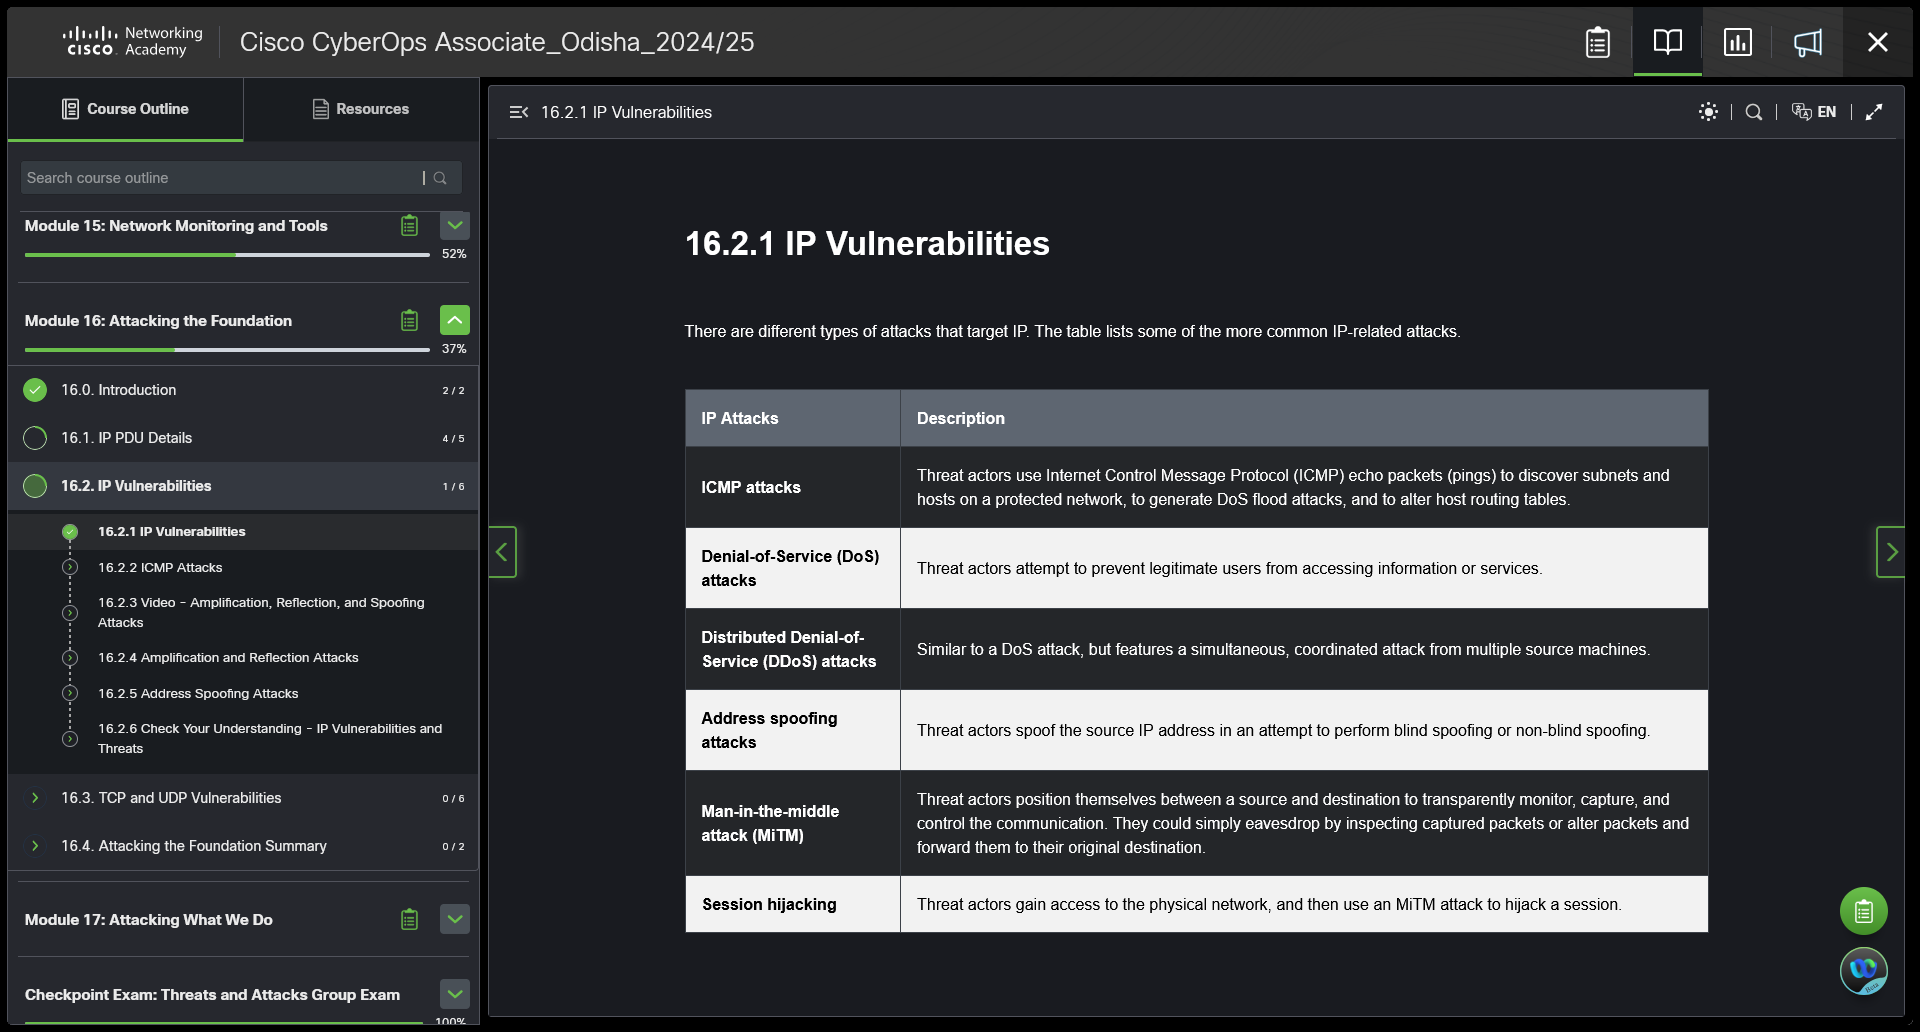 CISCO Networking Academy
Cisco CyberOps Associate_Odisha_2024/25
Course Outline
Resources
Search course outline
Module 15: Network Monitoring and Tools
52%
Module 16: Attacking the Foundation
37%
16.0. Introduction 2 / 2
16.1. IP PDU Details 4 / 5
16.2. IP Vulnerabilities 1 / 6
16.2.1 IP Vulnerabilities
16.2.2 ICMP Attacks
16.2.3 Video - Amplification, Reflection, and Spoofing
Attacks
16.2.4 Amplification and Reflection Attacks
16.2.5 Address Spoofing Attacks
16.2.6 Check Your Understanding - IP Vulnerabilities and
Threats
16.3. TCP and UDP Vulnerabilities 0 / 6
16.4. Attacking the Foundation Summary 0 / 2
Module 17: Attacking What We Do
Checkpoint Exam: Threats and Attacks Group Exam
100%
16.2.1 IP Vulnerabilities
EN
16.2.1 IP Vulnerabilities
There are different types of attacks that target IP. The table lists some of the more common IP-related attacks.
IP Attacks
Description
ICMP attacks
Threat actors use Internet Control Message Protocol (ICMP) echo packets (pings) to discover subnets and
hosts on a protected network, to generate DoS flood attacks, and to alter host routing tables.
Denial-of-Service (DoS)
attacks
Threat actors attempt to prevent legitimate users from accessing information or services.
Distributed Denial-of-
Service (DDoS) attacks
Similar to a DoS attack, but features a simultaneous, coordinated attack from multiple source machines.
Address spoofing
attacks
Threat actors spoof the source IP address in an attempt to perform blind spoofing or non-blind spoofing.
Man-in-the-middle
attack (MiTM)
Threat actors position themselves between a source and destination to transparently monitor, capture, and
control the communication. They could simply eavesdrop by inspecting captured packets or alter packets and
forward them to their original destination.
Session hijacking
Threat actors gain access to the physical network, and then use an MiTM attack to hijack a session.
Beta